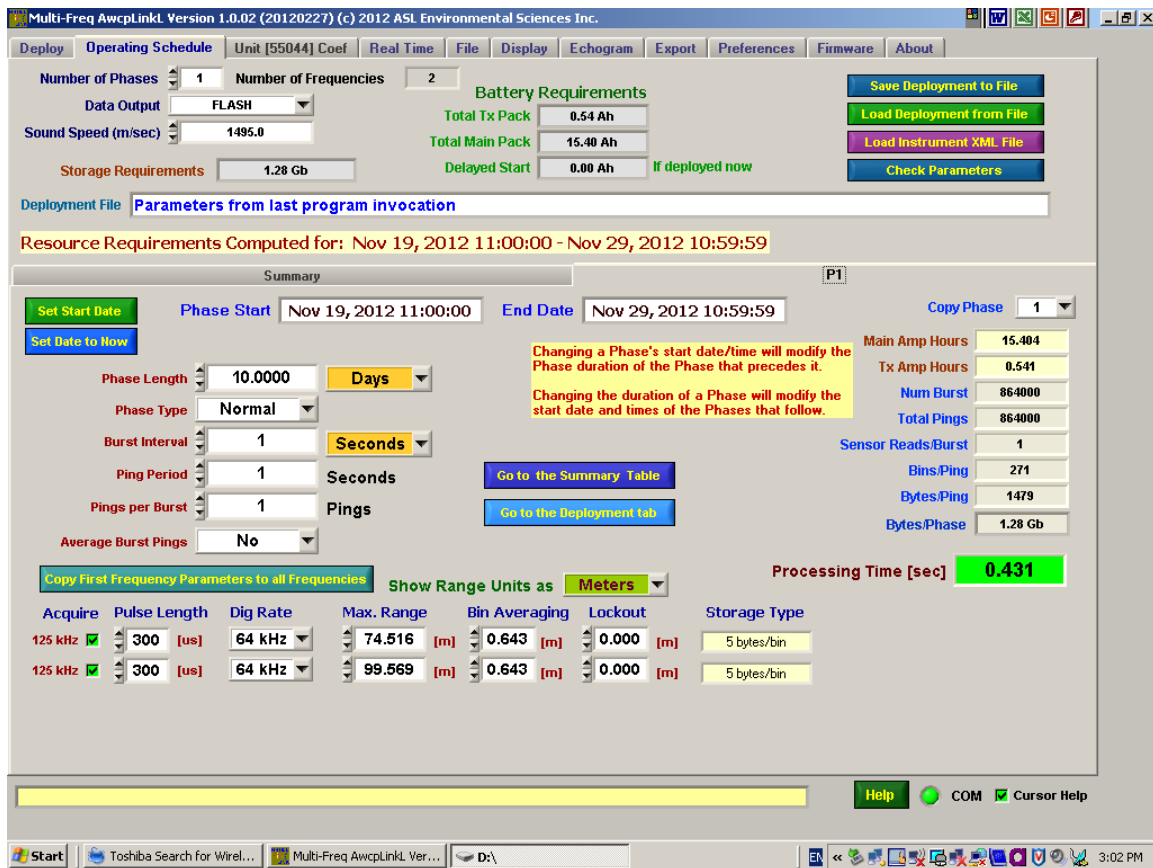 Multi-Freq AwcpLinkL Version 1.0.02 (20120227) (c) 2012 ASL Environmental Sciences Inc.
Deploy Operating Schedule Unit [55044] Coef Real Time File Display Echogram Export Preferences Firmware About
Number of Phases 1 Number of Frequencies 2
Data Output FLASH
Sound Speed (m/sec) 1495.0
Storage Requirements 1.28 Gb
Battery Requirements
Total Tx Pack 0.54 Ah
Total Main Pack 15.40 Ah
Delayed Start 0.00 Ah If deployed now
Save Deployment to File
Load Deployment from File
Load Instrument XML File
Check Parameters
Deployment File Parameters from last program invocation
Resource Requirements Computed for: Nov 19, 2012 11:00:00 - Nov 29, 2012 10:59:59
Summary P1
Set Start Date Phase Start Nov 19, 2012 11:00:00 End Date Nov 29, 2012 10:59:59 Copy Phase 1
Set Date to Now
Changing a Phase's start date/time will modify the
Phase duration of the Phase that precedes it.
Changing the duration of a Phase will modify the
start date and times of the Phases that follow.
Phase Length 10.0000 Days
Phase Type Normal
Burst Interval 1 Seconds
Ping Period 1 Seconds
Pings per Burst 1 Pings
Average Burst Pings No
Go to the Summary Table
Go to the Deployment tab
Main Amp Hours 15.404
Tx Amp Hours 0.541
Num Burst 864000
Total Pings 864000
Sensor Reads/Burst 1
Bins/Ping 271
Bytes/Ping 1479
Bytes/Phase 1.28 Gb
Processing Time [sec] 0.431
Copy First Frequency Parameters to all Frequencies Show Range Units as Meters
Acquire Pulse Length Dig Rate Max. Range Bin Averaging Lockout Storage Type
125 kHz 300 [us] 64 kHz 74.516 [m] 0.643 [m] 0.000 [m] 5 bytes/bin
125 kHz 300 [us] 64 kHz 99.569 [m] 0.643 [m] 0.000 [m] 5 bytes/bin
Help COM Cursor Help
Start Toshiba Search for Wirel... Multi-Freq AwcpLinkL Ver... D:\ EN « 3:02 PM